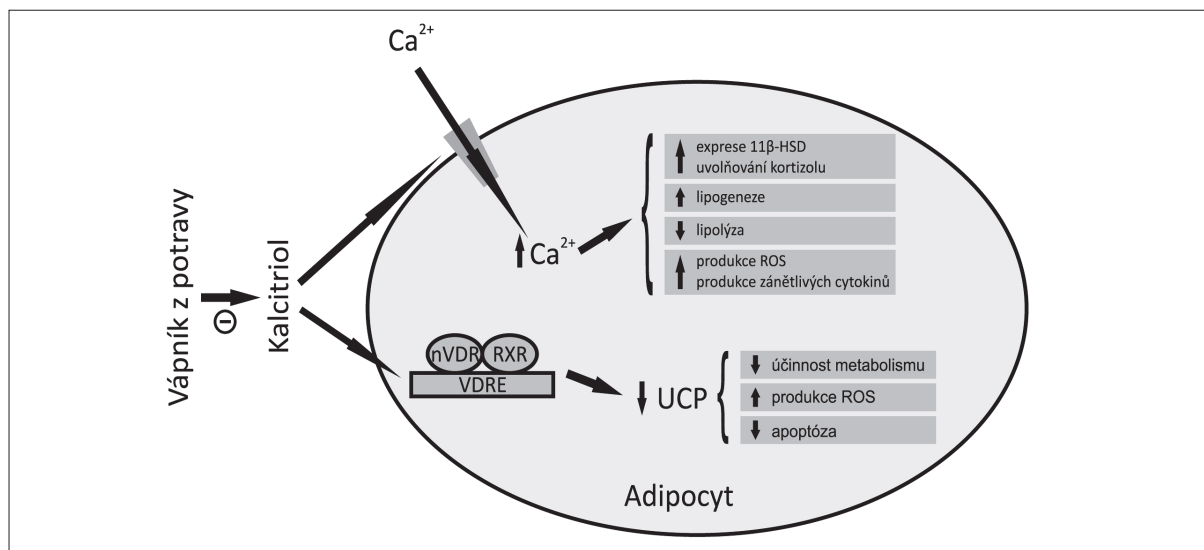 Ca2+
Vápník z potravy
Kalcitriol
Ca2+
exprese 11β-HSD
uvolňování kortizolu
lipogeneze
lipolýza
produkce ROS
produkce zánětlivých cytokinů
nVDR
RXR
VDRE
UCP
účinnost metabolismu
produkce ROS
apoptóza
Adipocyt